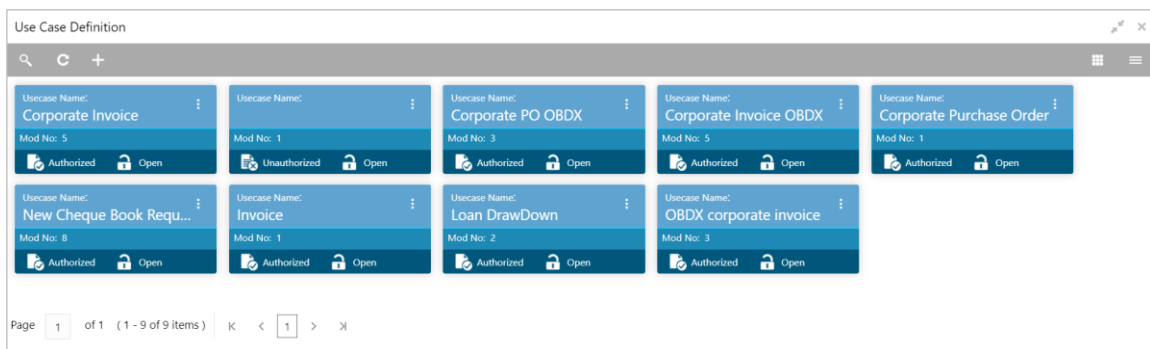 Use Case Definition
Usecase Name:
Corporate Invoice
Mod No: 5
Authorized Open
Usecase Name:
Mod No: 1
Unauthorized Open
Usecase Name:
Corporate PO OBDX
Mod No: 3
Authorized Open
Usecase Name:
Corporate Invoice OBDX
Mod No: 5
Authorized Open
Usecase Name:
Corporate Purchase Order
Mod No: 1
Authorized Open
Usecase Name:
New Cheque Book Requ...
Mod No: 8
Authorized Open
Usecase Name:
Invoice
Mod No: 1
Authorized Open
Usecase Name:
Loan DrawDown
Mod No: 2
Authorized Open
Usecase Name:
OBDX corporate invoice
Mod No: 3
Authorized Open
Page 1 of 1 (1 - 9 of 9 items) 1